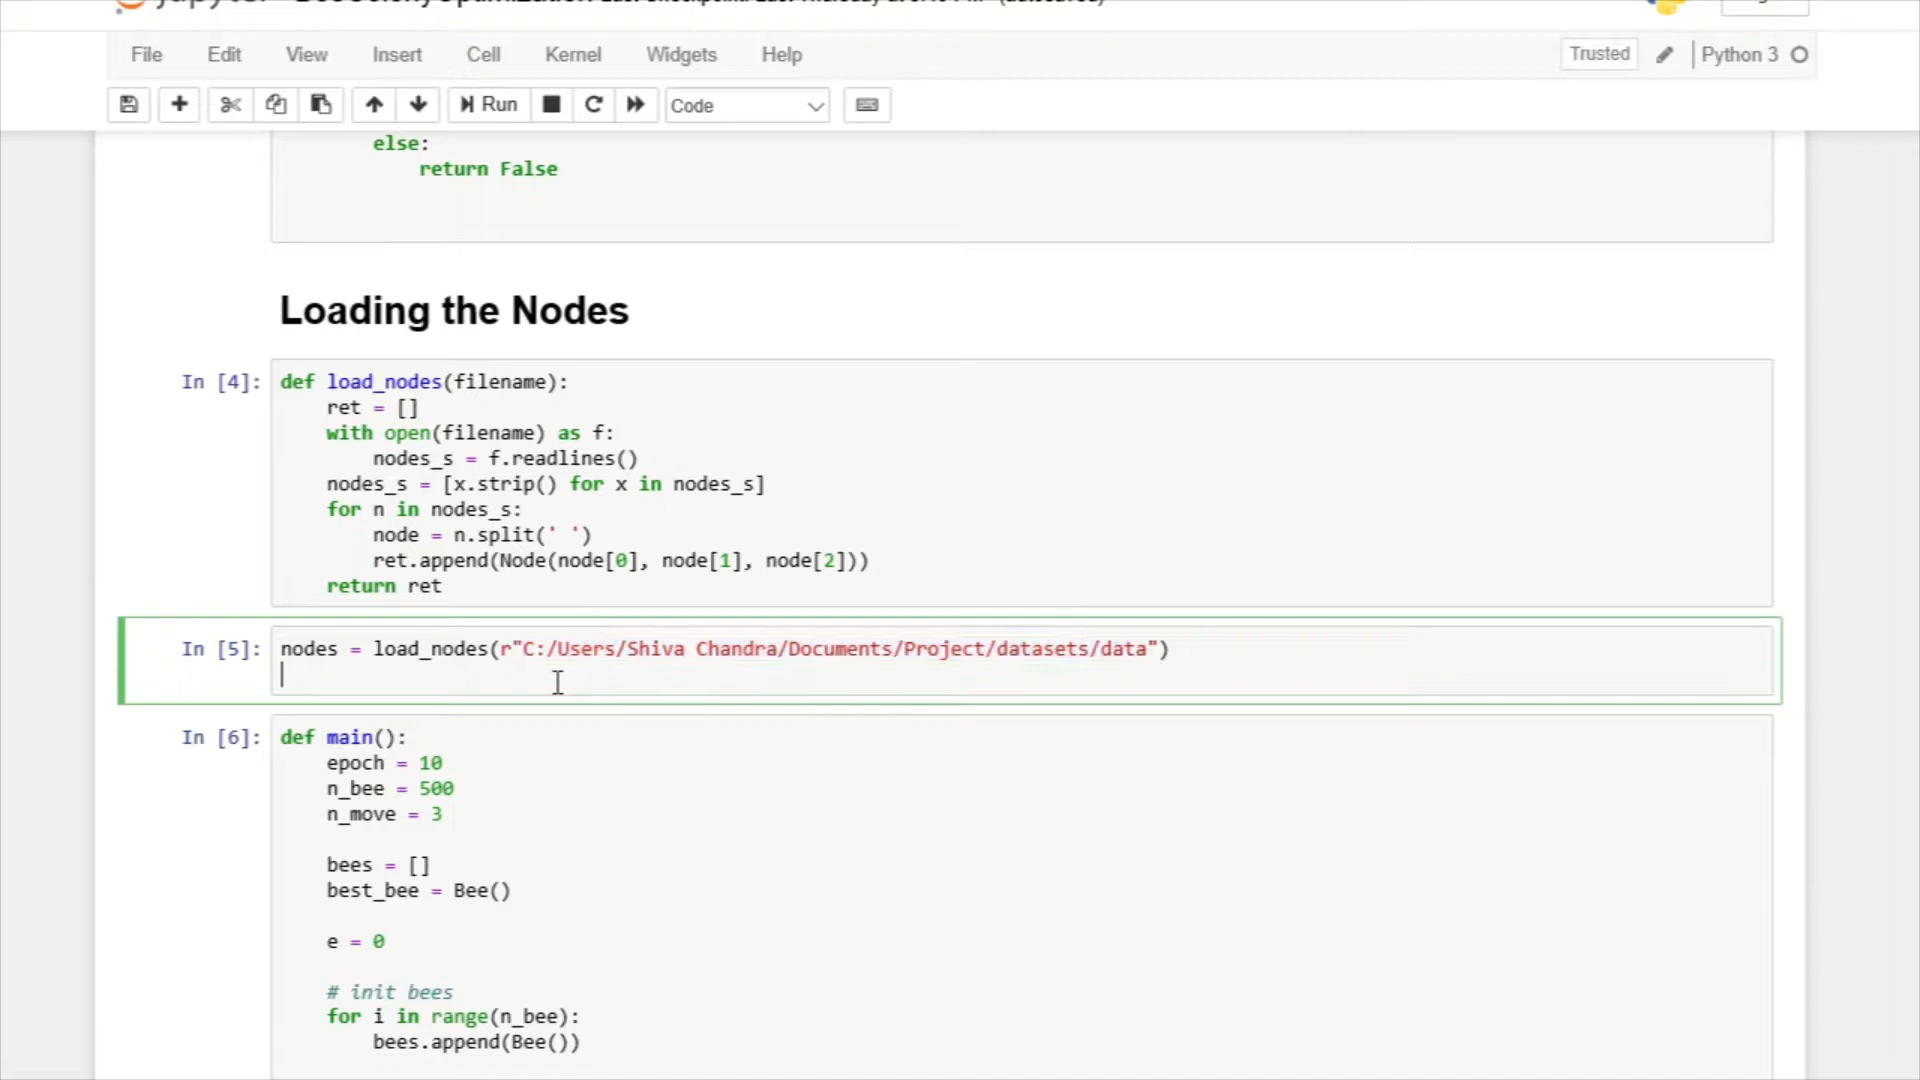 File Edit View Insert Cell Kernel Widgets Help Trusted Python 3
Run Code
else:
return False
Loading the Nodes
In [4]: def load_nodes(filename):
ret = []
with open(filename) as f:
nodes_s = f.readlines()
nodes_s = [x.strip() for x in nodes_s]
for n in nodes_s:
node = n.split(' ')
ret.append(Node(node[0], node[1], node[2]))
return ret
In [5]: nodes = load_nodes(r"C:/Users/Shiva Chandra/Documents/Project/datasets/data")
In [6]: def main():
epoch = 10
n_bee = 500
n_move = 3
bees = []
best_bee = Bee()
e = 0
# init bees
for i in range(n_bee):
bees.append(Bee())